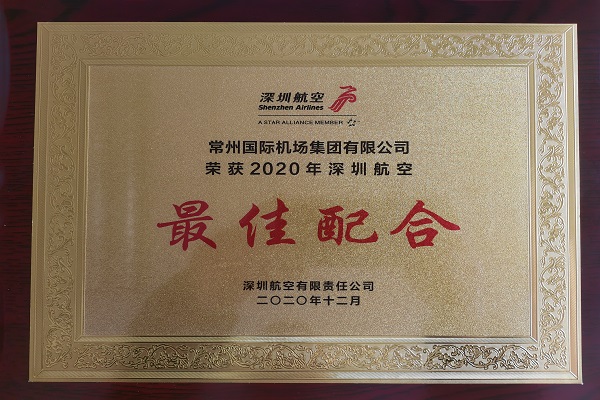 深圳航空
Shenzhen Airlines
A STAR ALLIANCE MEMBER
常州国际机场集团有限公司
荣获2020年深圳航空
最佳配合
深圳航空有限责任公司
二〇二〇年十二月